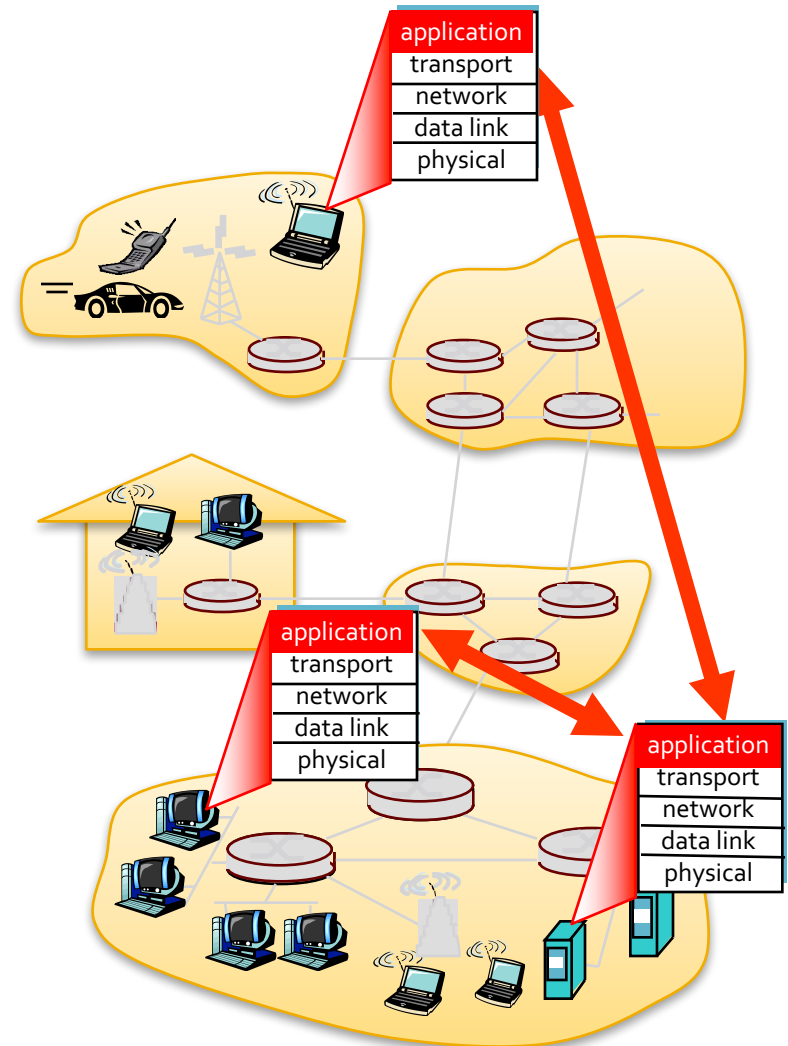 application
transport
network
data link
physical
application
transport
network
data link
physical
application
transport
network
data link
physical